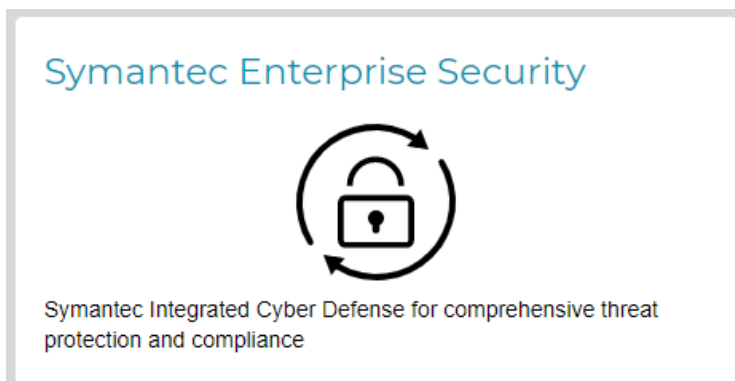 Symantec Enterprise Security
Symantec Integrated Cyber Defense for comprehensive threat
protection and compliance